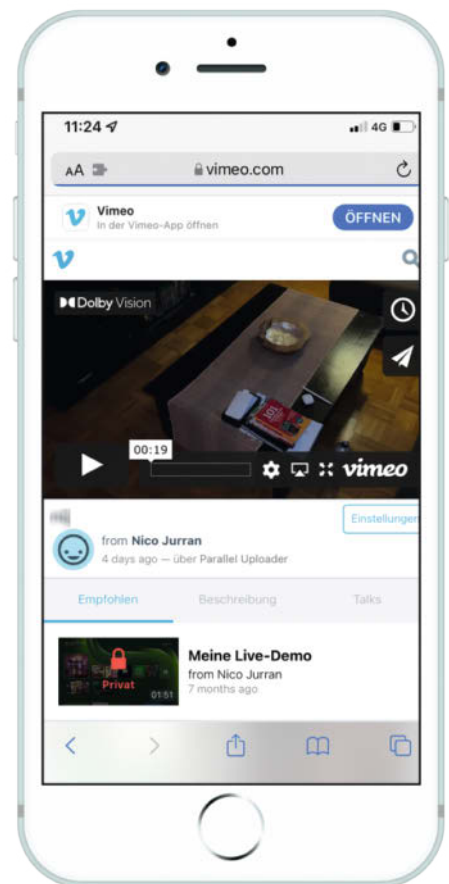 11:24
4G
AA
vimeo.com
Vimeo
In der Vimeo-App öffnen
ÖFFNEN
Dolby Vision
101
00:19
vimeo
Einstellungen
from Nico Jurran
4 days ago — über Parallel Uploader
Empfohlen
Beschreibung
Talks
Privat
01:51
Meine Live-Demo
from Nico Jurran
7 months ago